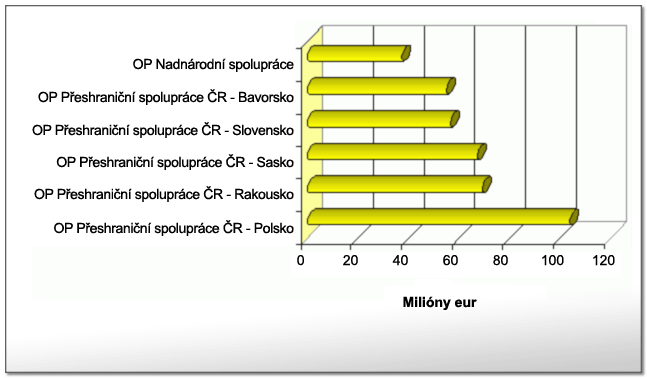 OP Nadnárodní spolupráce
OP Přeshraniční spolupráce ČR - Bavorsko
OP Přeshraniční spolupráce ČR - Slovensko
OP Přeshraniční spolupráce ČR - Sasko
OP Přeshraniční spolupráce ČR - Rakousko
OP Přeshraniční spolupráce ČR - Polsko
0 20 40 60 80 100 120
Milióny eur